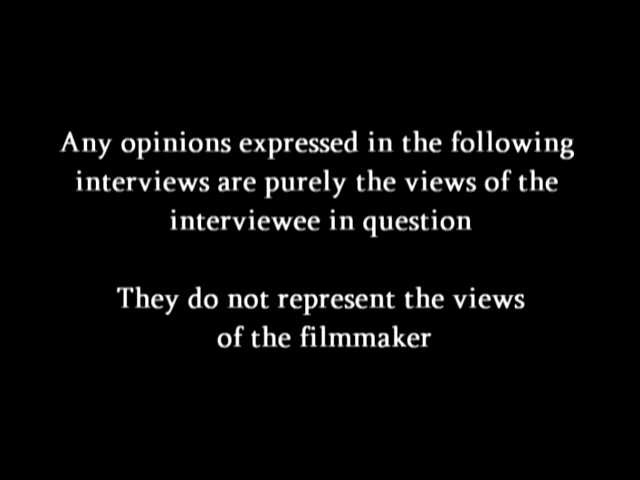 Any opinions expressed in the following
interviews are purely the views of the
interviewee in question
They do not represent the views
of the filmmaker